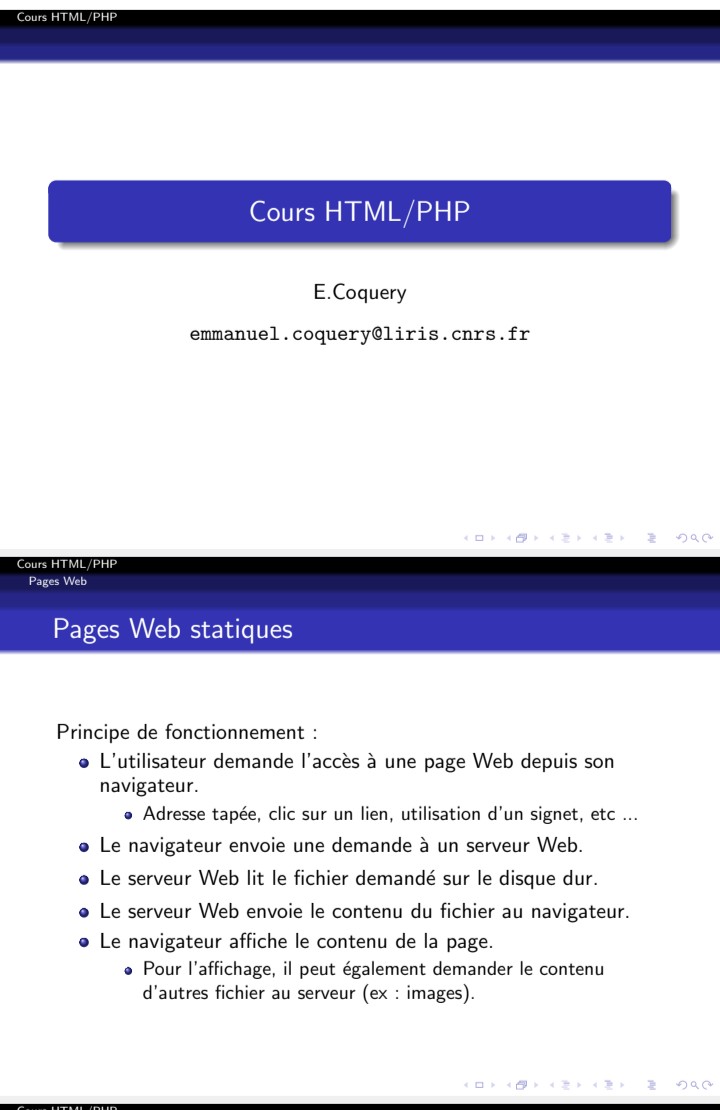 Cours HTML/PHP
Cours HTML/PHP
E.Coquery
emmanuel.coquery@liris.cnrs.fr
Cours HTML/PHP
Pages Web
Pages Web statiques
Principe de fonctionnement :
L'utilisateur demande l'accès à une page Web depuis son
navigateur.
Adresse tapée, clic sur un lien, utilisation d'un signet, etc ...
Le navigateur envoie une demande à un serveur Web.
Le serveur Web lit le fichier demandé sur le disque dur.
Le serveur Web envoie le contenu du fichier au navigateur.
Le navigateur affiche le contenu de la page.
Pour l'affichage, il peut également demander le contenu
d'autres fichier au serveur (ex : images).
Cours HTML/PHP